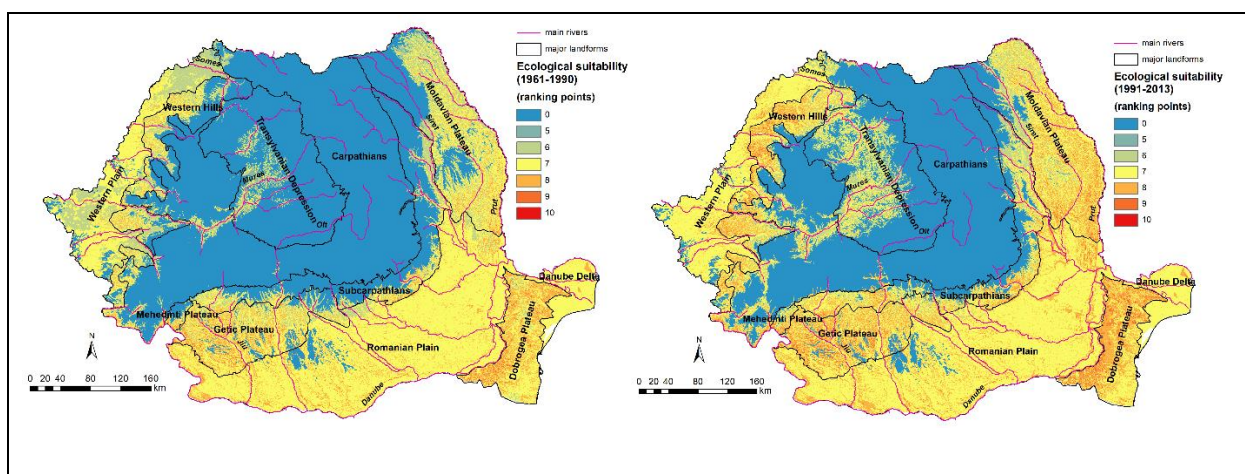 main rivers
major landforms
Ecological suitability
(1961-1990)
(ranking points)
0
5
6
7
8
9
10
Somes
Western Hills
Transylvanian Depression
Carpathians
Siret
Moldavian Plateau
Western Plain
Mures
Olt
Prut
Danube Delta
Subcarpathians
Mehedinti Plateau
Getic Plateau
Jiu
Romanian Plain
Dobrogea Plateau
Danube
N
0 20 40 80 120 160
km
main rivers
major landforms
Ecological suitability
(1991-2013)
(ranking points)
0
5
6
7
8
9
10
Somes
Western Hills
Transylvanian Depression
Carpathians
Siret
Moldavian Plateau
Western Plain
Mures
Olt
Prut
Danube Delta
Subcarpathians
Mehedinti Plateau
Getic Plateau
Jiu
Romanian Plain
Dobrogea Plateau
Danube
N
0 20 40 80 120 160
km